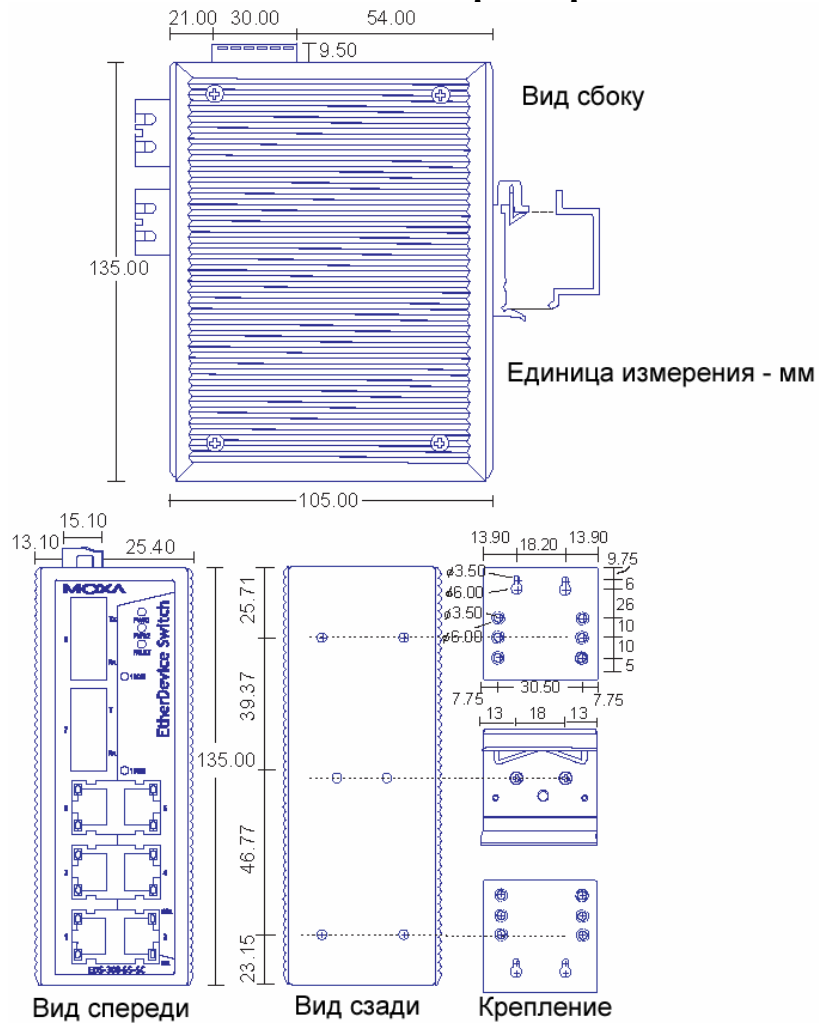 21.00 30.00 54.00
9.50
Вид сбоку
135.00
Единица измерения - мм
105.00
15.10
13.10 25.40
MOXA
EtherDevice Switch
135.00
25.71
39.37
46.77
23.15
13.90 18.20 13.90
9.75
ø3.50
ø6.00
ø3.50
ø6.00
6
26
10
10
5
7.75 30.50 7.75
13 18 13
Вид спереди
Вид сзади
Крепление